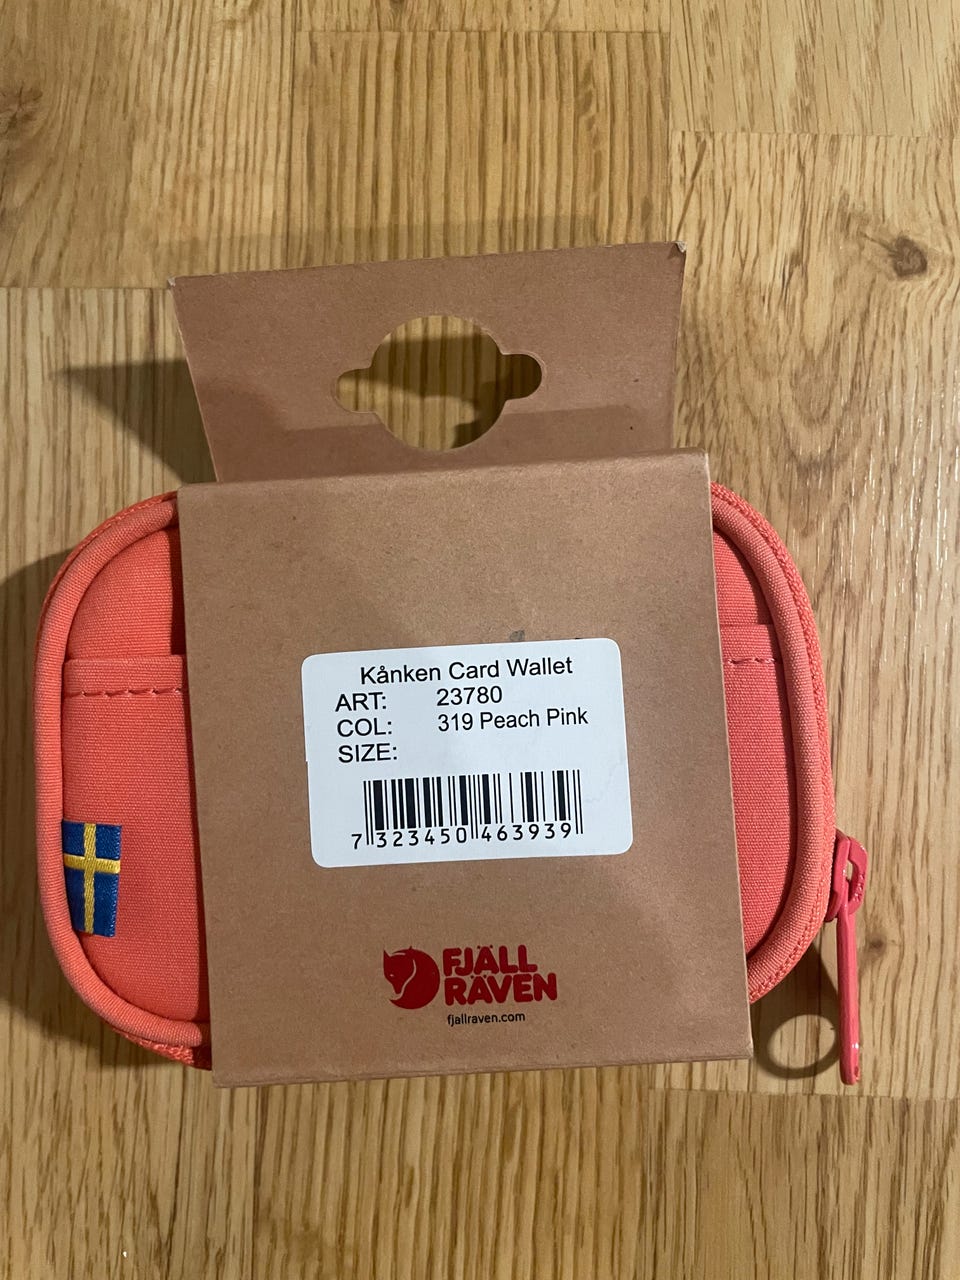 Kånken Card Wallet
ART: 23780
COL: 319 Peach Pink
SIZE:
7 323450 463939
FJÄLL
RÄVEN
fjallraven.com